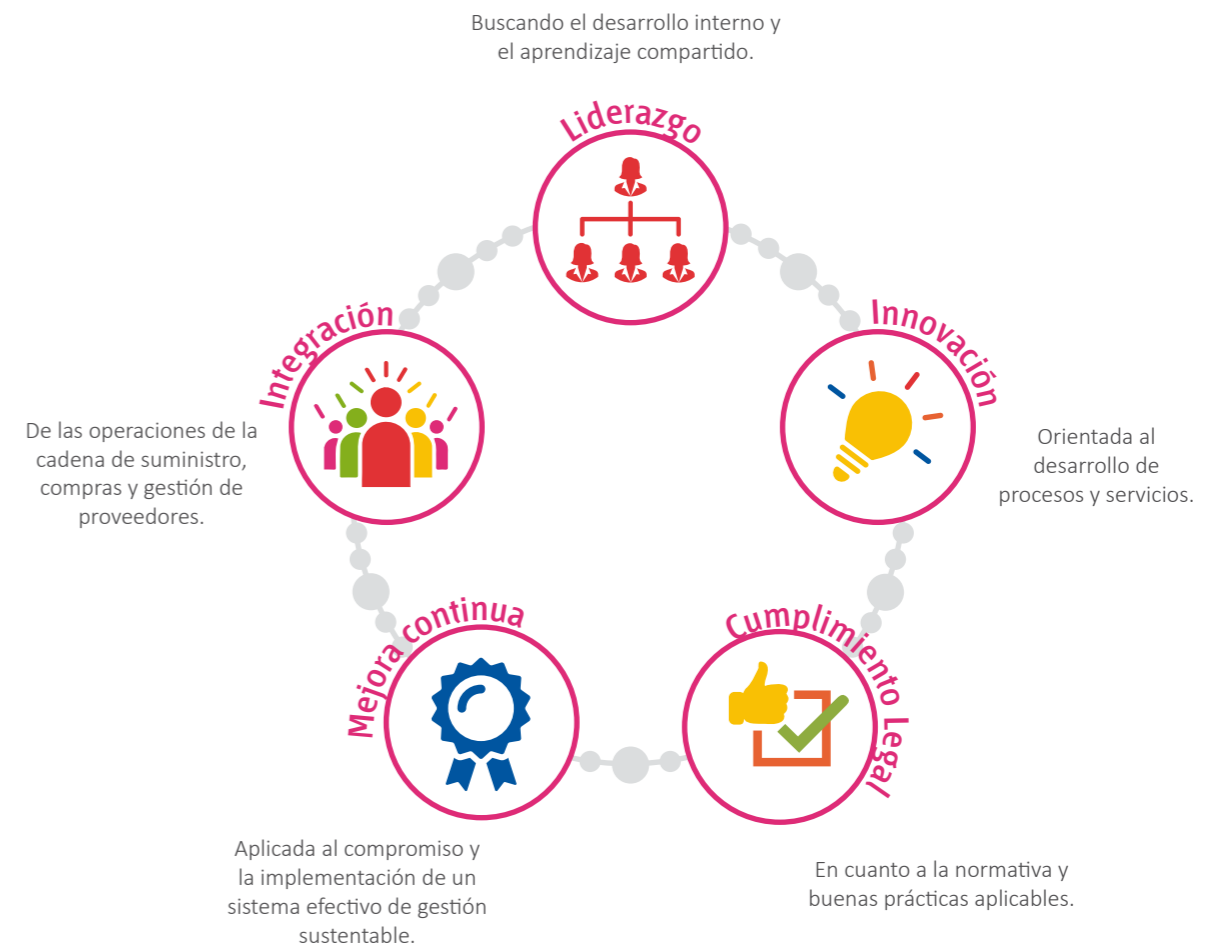 Buscando el desarrollo interno y
el aprendizaje compartido.
Liderazgo
Innovación
Orientada al
desarrollo de
procesos y servicios.
Cumplimiento Legal
En cuanto a la normativa y
buenas prácticas aplicables.
Mejora continua
Aplicada al compromiso y
la implementación de un
sistema efectivo de gestión
sustentable.
Integración
De las operaciones de la
cadena de suministro,
compras y gestión de
proveedores.